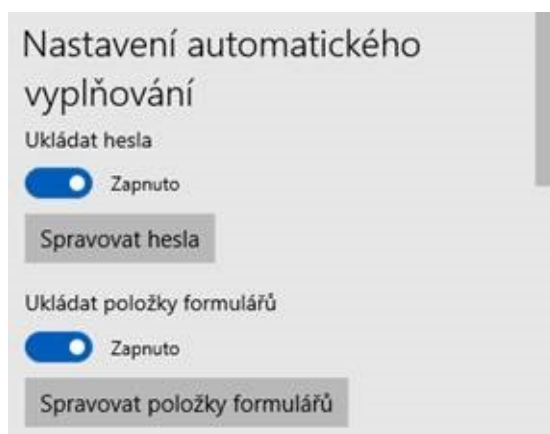 Nastavení automatického
vyplňování
Ukládat hesla
Zapnuto
Spravovat hesla
Ukládat položky formulářů
Zapnuto
Spravovat položky formulářů